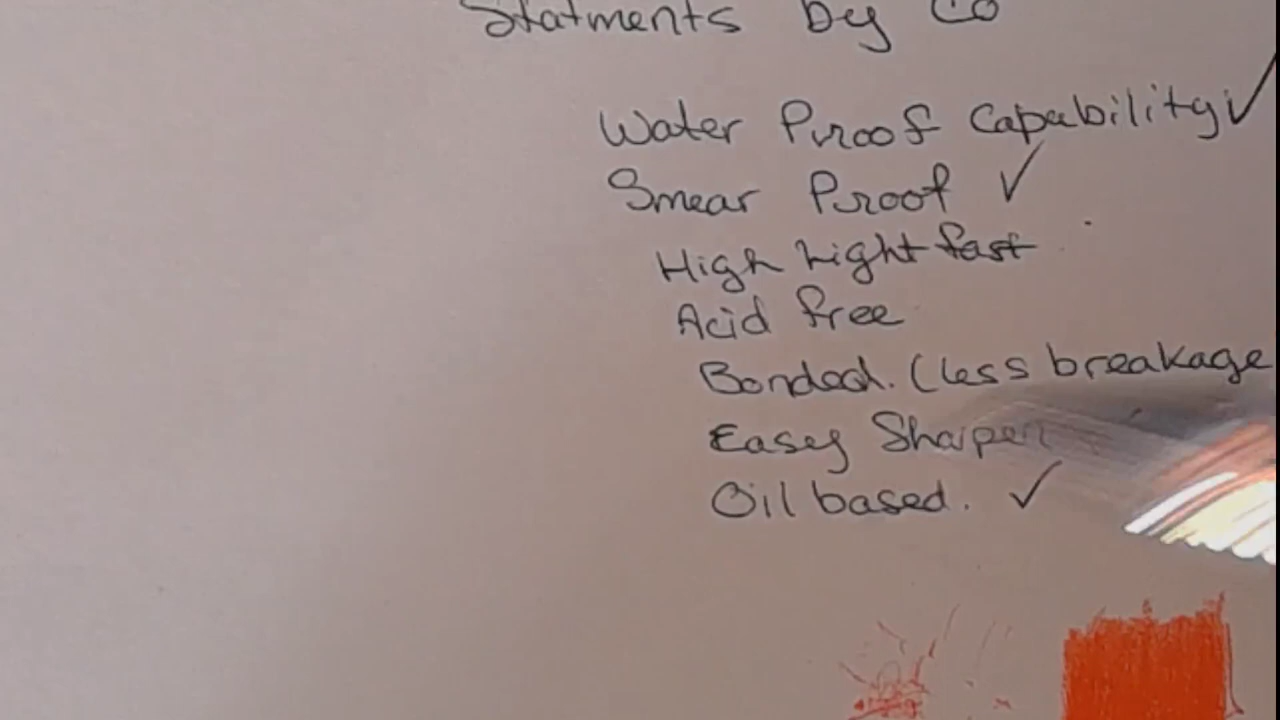 Statments by Co
Water Proof Capability ✓
Smear Proof ✓
High Light fast
Acid free
Bonded. (less breakage
Easy Sharpen
Oil based. ✓